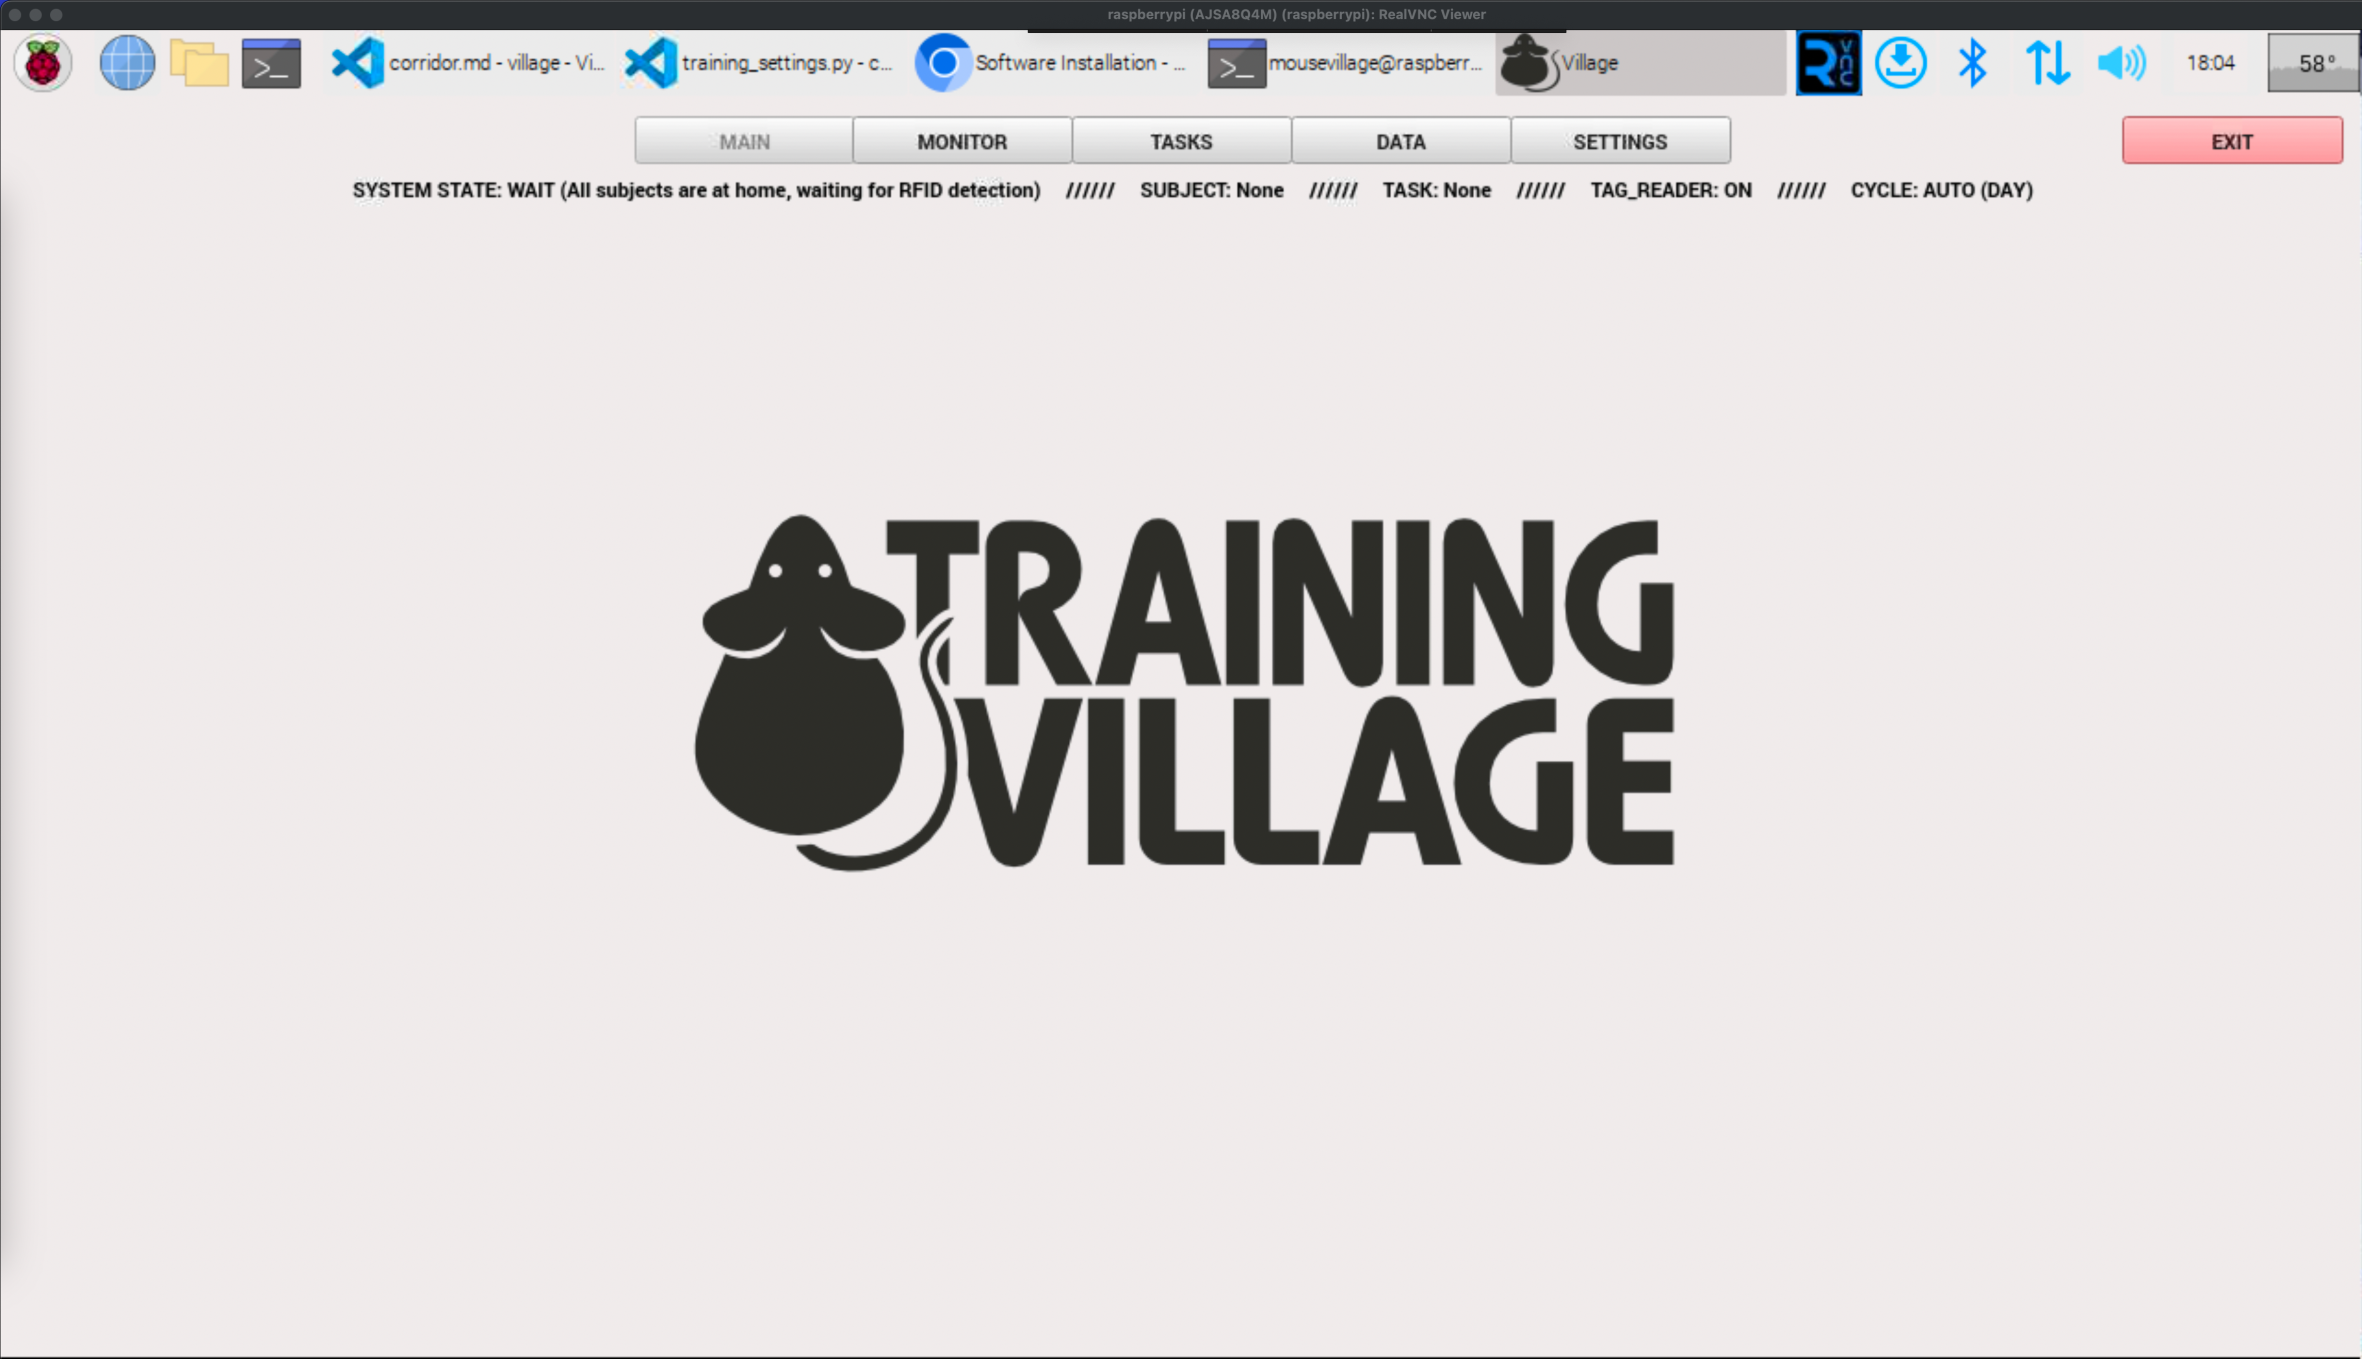 raspberrypi (AJSA8Q4M) (raspberrypi): RealVNC Viewer
>_ corridor.md - village - Vi... training_settings.py - c... Software Installation - ... >_ mousevillage@raspberr... Village VNC 18:04 58°
MAIN MONITOR TASKS DATA SETTINGS EXIT
SYSTEM STATE: WAIT (All subjects are at home, waiting for RFID detection) ////// SUBJECT: None ////// TASK: None ////// TAG_READER: ON ////// CYCLE: AUTO (DAY)
TRAINING
VILLAGE